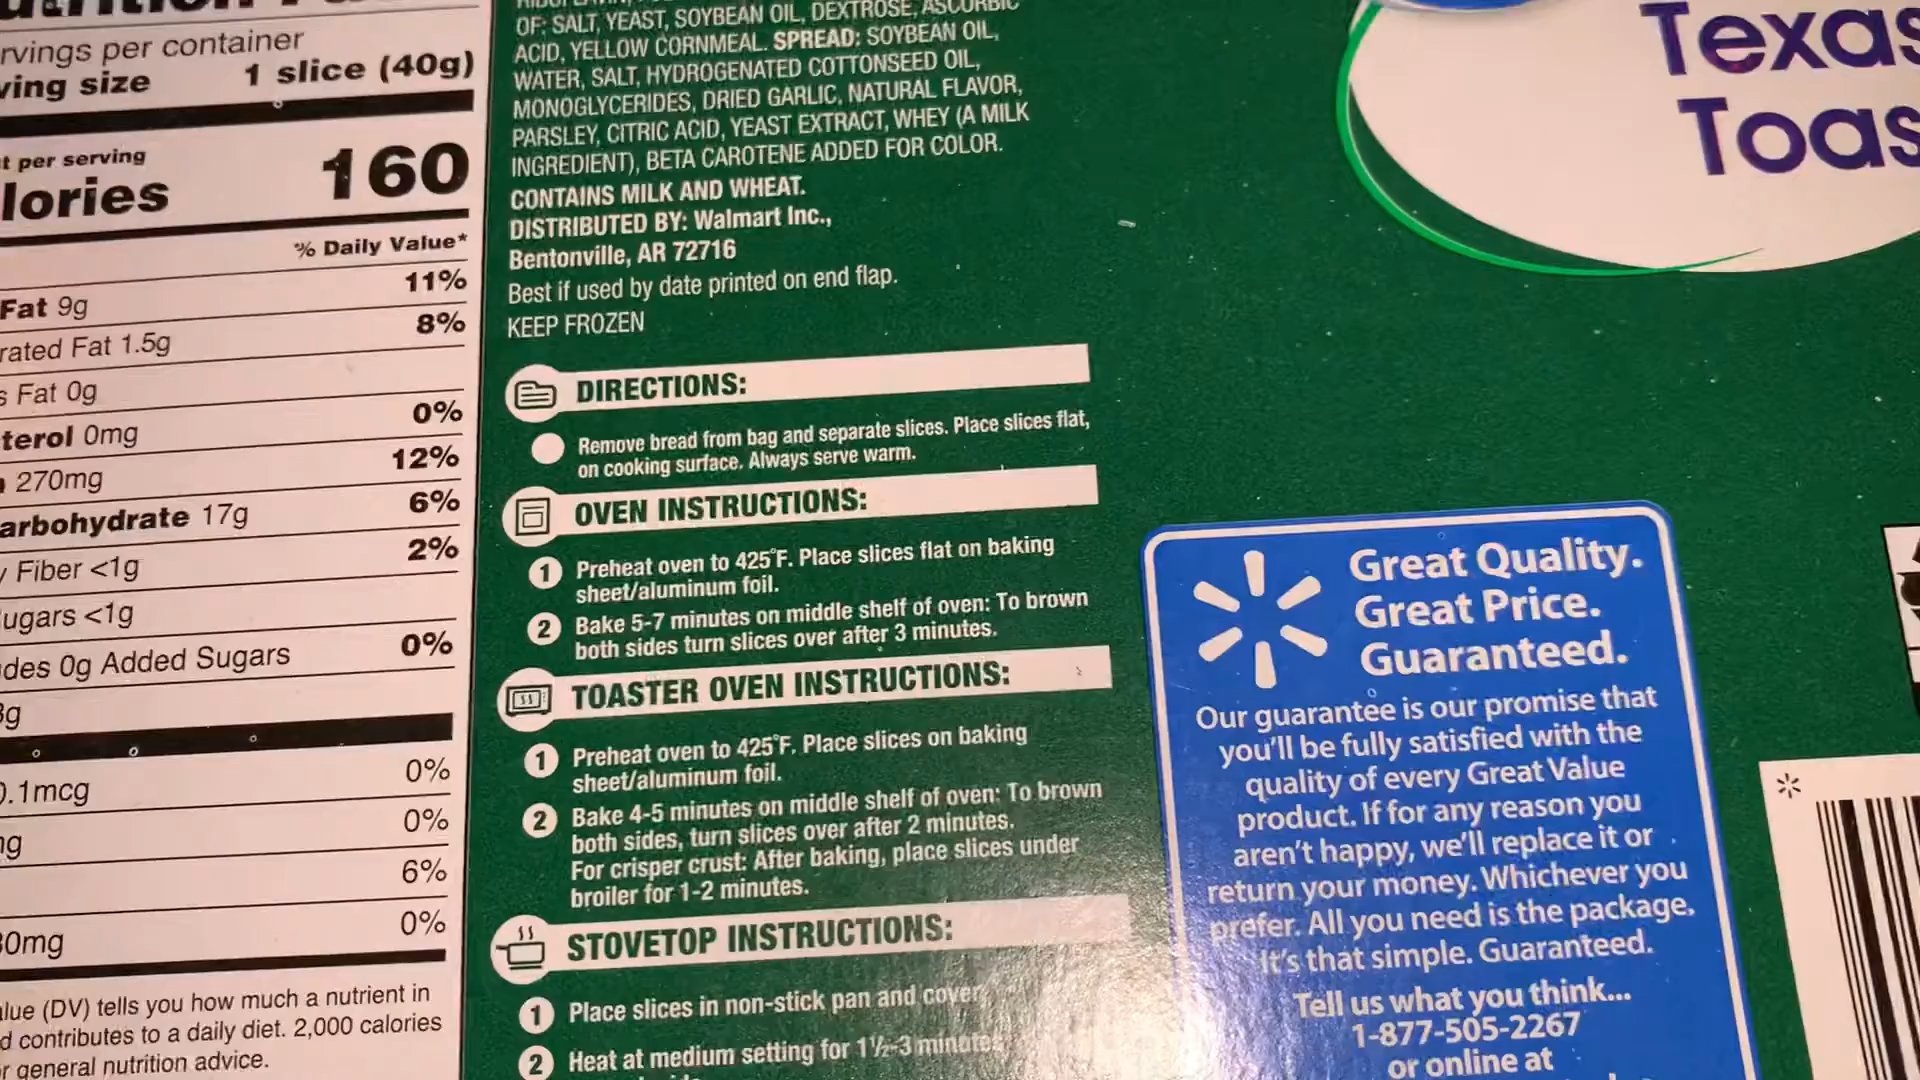 rvings per container
ving size 1 slice (40g)
t per serving
lories 160
% Daily Value*
Fat 9g 11%
rated Fat 1.5g 8%
s Fat 0g
terol 0mg 0%
270mg 12%
arbohydrate 17g 6%
y Fiber <1g 2%
ugars <1g
des 0g Added Sugars 0%
3g
0.1mcg 0%
0%
6%
0mg 0%
alue (DV) tells you how much a nutrient in
d contributes to a daily diet. 2,000 calories
r general nutrition advice.
OF: SALT, YEAST, SOYBEAN OIL, DEXTROSE, ASCORBIC
ACID, YELLOW CORNMEAL. SPREAD: SOYBEAN OIL,
WATER, SALT, HYDROGENATED COTTONSEED OIL,
MONOGLYCERIDES, DRIED GARLIC, NATURAL FLAVOR,
PARSLEY, CITRIC ACID, YEAST EXTRACT, WHEY (A MILK
INGREDIENT), BETA CAROTENE ADDED FOR COLOR.
CONTAINS MILK AND WHEAT.
DISTRIBUTED BY: Walmart Inc.,
Bentonville, AR 72716
Best if used by date printed on end flap.
KEEP FROZEN
DIRECTIONS:
Remove bread from bag and separate slices. Place slices flat,
on cooking surface. Always serve warm.
OVEN INSTRUCTIONS:
1 Preheat oven to 425°F. Place slices flat on baking
sheet/aluminum foil.
2 Bake 5-7 minutes on middle shelf of oven: To brown
both sides turn slices over after 3 minutes.
TOASTER OVEN INSTRUCTIONS:
1 Preheat oven to 425°F. Place slices on baking
sheet/aluminum foil.
2 Bake 4-5 minutes on middle shelf of oven: To brown
both sides, turn slices over after 2 minutes.
For crisper crust: After baking, place slices under
broiler for 1-2 minutes.
STOVETOP INSTRUCTIONS:
1 Place slices in non-stick pan and cover
2 Heat at medium setting for 1½-3 minutes
Texas
Toas
Great Quality.
Great Price.
Guaranteed.
Our guarantee is our promise that
you'll be fully satisfied with the
quality of every Great Value
product. If for any reason you
aren't happy, we'll replace it or
return your money. Whichever you
prefer. All you need is the package.
It's that simple. Guaranteed.
Tell us what you think...
1-877-505-2267
or online at